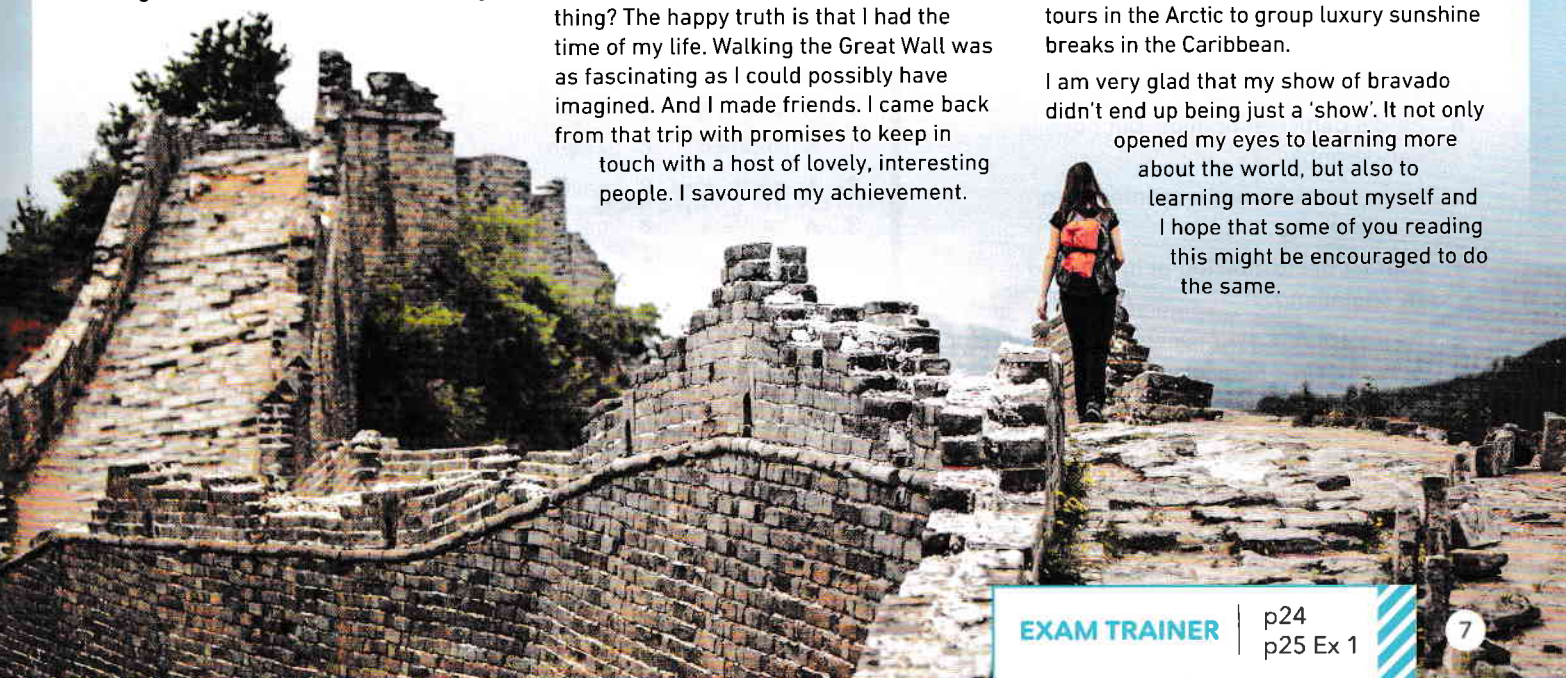 thing? The happy truth is that I had the
time of my life. Walking the Great Wall was
as fascinating as I could possibly have
imagined. And I made friends. I came back
from that trip with promises to keep in
touch with a host of lovely, interesting
people. I savoured my achievement.
tours in the Arctic to group luxury sunshine
breaks in the Caribbean.
I am very glad that my show of bravado
didn't end up being just a 'show'. It not only
opened my eyes to learning more
about the world, but also to
learning more about myself and
I hope that some of you reading
this might be encouraged to do
the same.
EXAM TRAINER
p24
p25 Ex 1
7